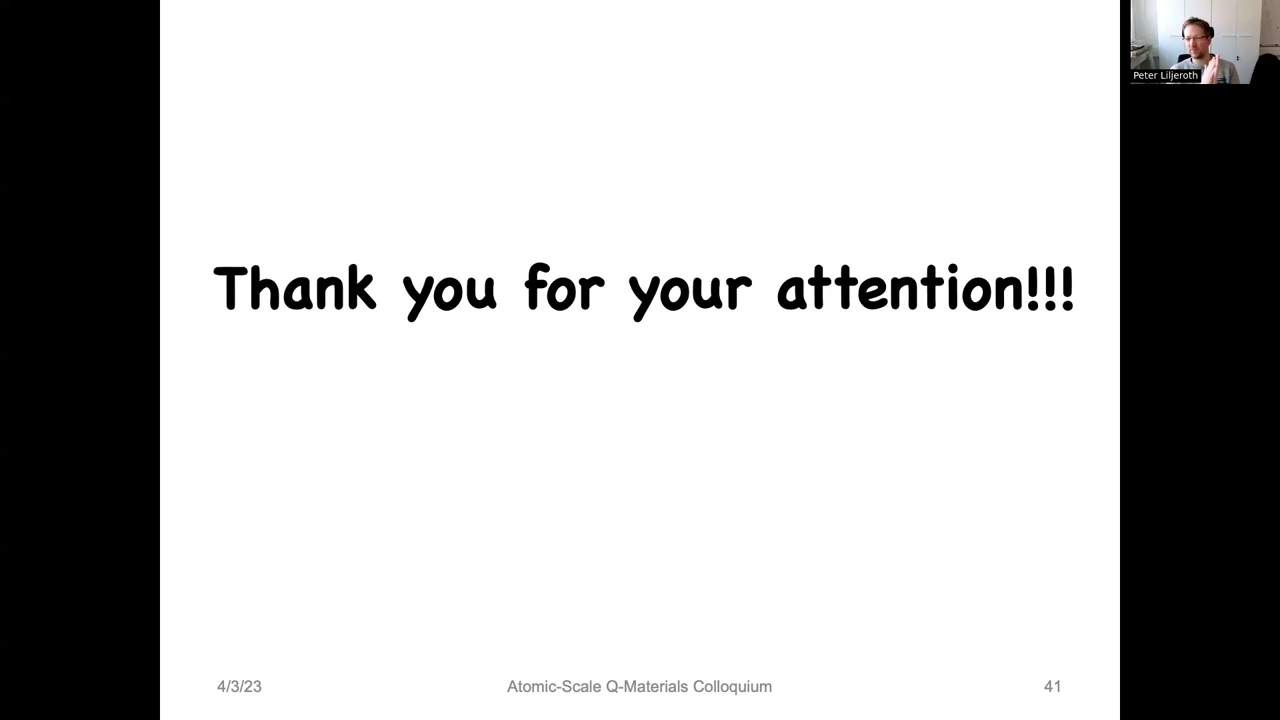 Peter Liljeroth
Thank you for your attention!!!
4/3/23
Atomic-Scale Q-Materials Colloquium
41